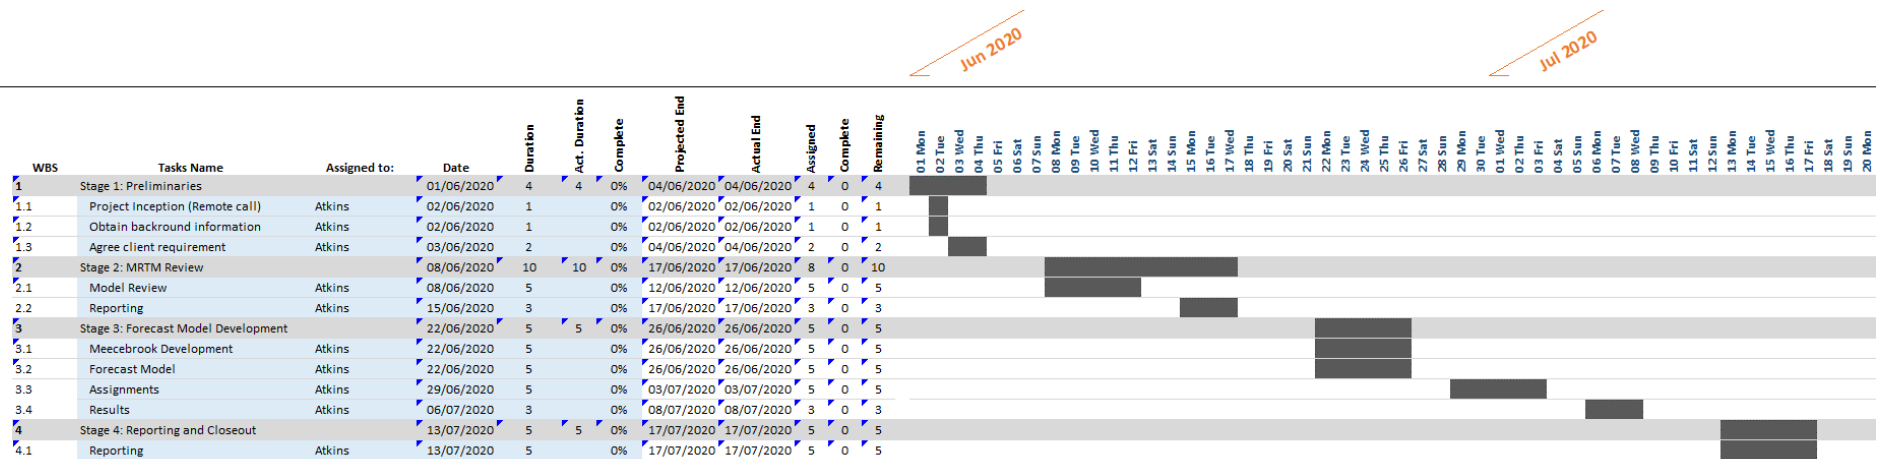 Jun 2020 Jul 2020
WBS Tasks Name Assigned to: Date Duration Act. Duration Complete Projected End Actual End Assigned Complete Remaining 01 Mon 02 Tue 03 Wed 04 Thu 05 Fri 06 Sat 07 Sun 08 Mon 09 Tue 10 Wed 11 Thu 12 Fri 13 Sat 14 Sun 15 Mon 16 Tue 17 Wed 18 Thu 19 Fri 20 Sat 21 Sun 22 Mon 23 Tue 24 Wed 25 Thu 26 Fri 27 Sat 28 Sun 29 Mon 30 Tue 01 Wed 02 Thu 03 Fri 04 Sat 05 Sun 06 Mon 07 Tue 08 Wed 09 Thu 10 Fri 11 Sat 12 Sun 13 Mon 14 Tue 15 Wed 16 Thu 17 Fri 18 Sat 19 Sun 20 Mon
1 Stage 1: Preliminaries 01/06/2020 4 4 0% 04/06/2020 04/06/2020 4 0 4
1.1 Project Inception (Remote call) Atkins 02/06/2020 1 0% 02/06/2020 02/06/2020 1 0 1
1.2 Obtain backround information Atkins 02/06/2020 1 0% 02/06/2020 02/06/2020 1 0 1
1.3 Agree client requirement Atkins 03/06/2020 2 0% 04/06/2020 04/06/2020 2 0 2
2 Stage 2: MRTM Review 08/06/2020 10 10 0% 17/06/2020 17/06/2020 8 0 10
2.1 Model Review Atkins 08/06/2020 5 0% 12/06/2020 12/06/2020 5 0 5
2.2 Reporting Atkins 15/06/2020 3 0% 17/06/2020 17/06/2020 3 0 3
3 Stage 3: Forecast Model Development 22/06/2020 5 5 0% 26/06/2020 26/06/2020 5 0 5
3.1 Meecebrook Development Atkins 22/06/2020 5 0% 26/06/2020 26/06/2020 5 0 5
3.2 Forecast Model Atkins 22/06/2020 5 0% 26/06/2020 26/06/2020 5 0 5
3.3 Assignments Atkins 29/06/2020 5 0% 03/07/2020 03/07/2020 5 0 5
3.4 Results Atkins 06/07/2020 3 0% 08/07/2020 08/07/2020 3 0 3
4 Stage 4: Reporting and Closeout 13/07/2020 5 5 0% 17/07/2020 17/07/2020 5 0 5
4.1 Reporting Atkins 13/07/2020 5 0% 17/07/2020 17/07/2020 5 0 5